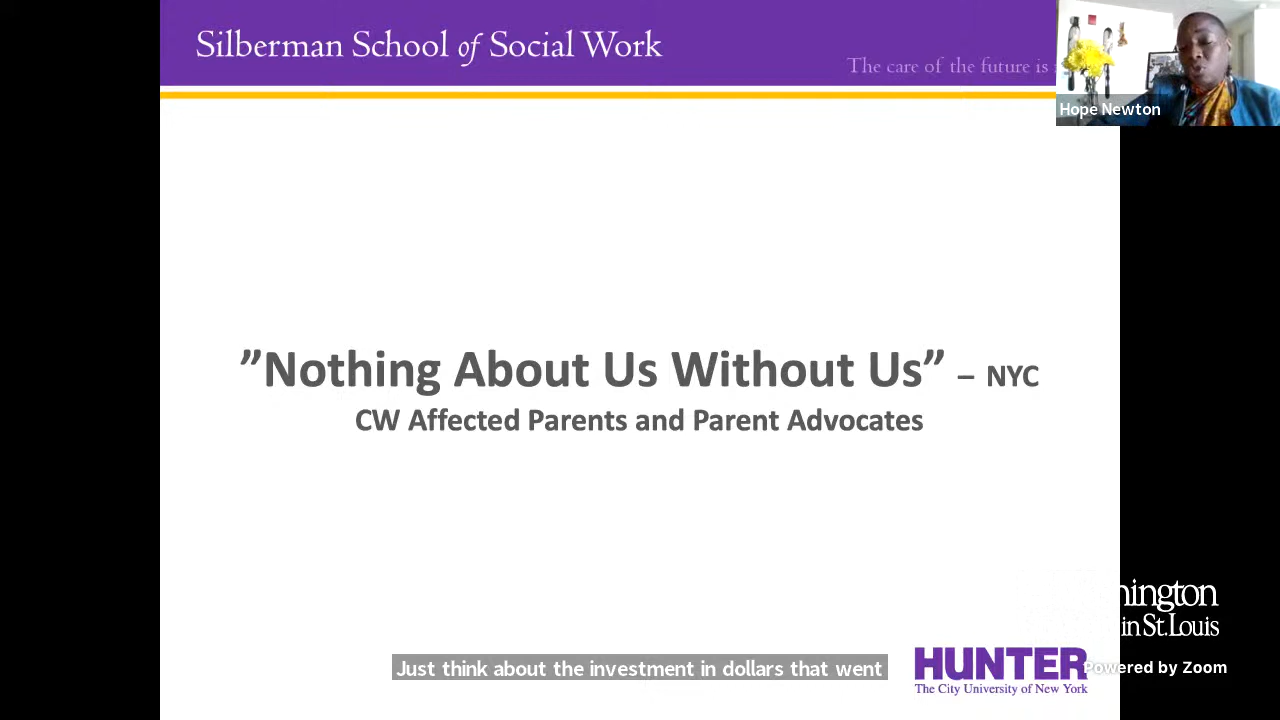 Silberman School of Social Work
The care of the future is
Hope Newton
”Nothing About Us Without Us” – NYC
CW Affected Parents and Parent Advocates
in St. Louis
Just think about the investment in dollars that went
HUNTER
Powered by Zoom
The City University of New York